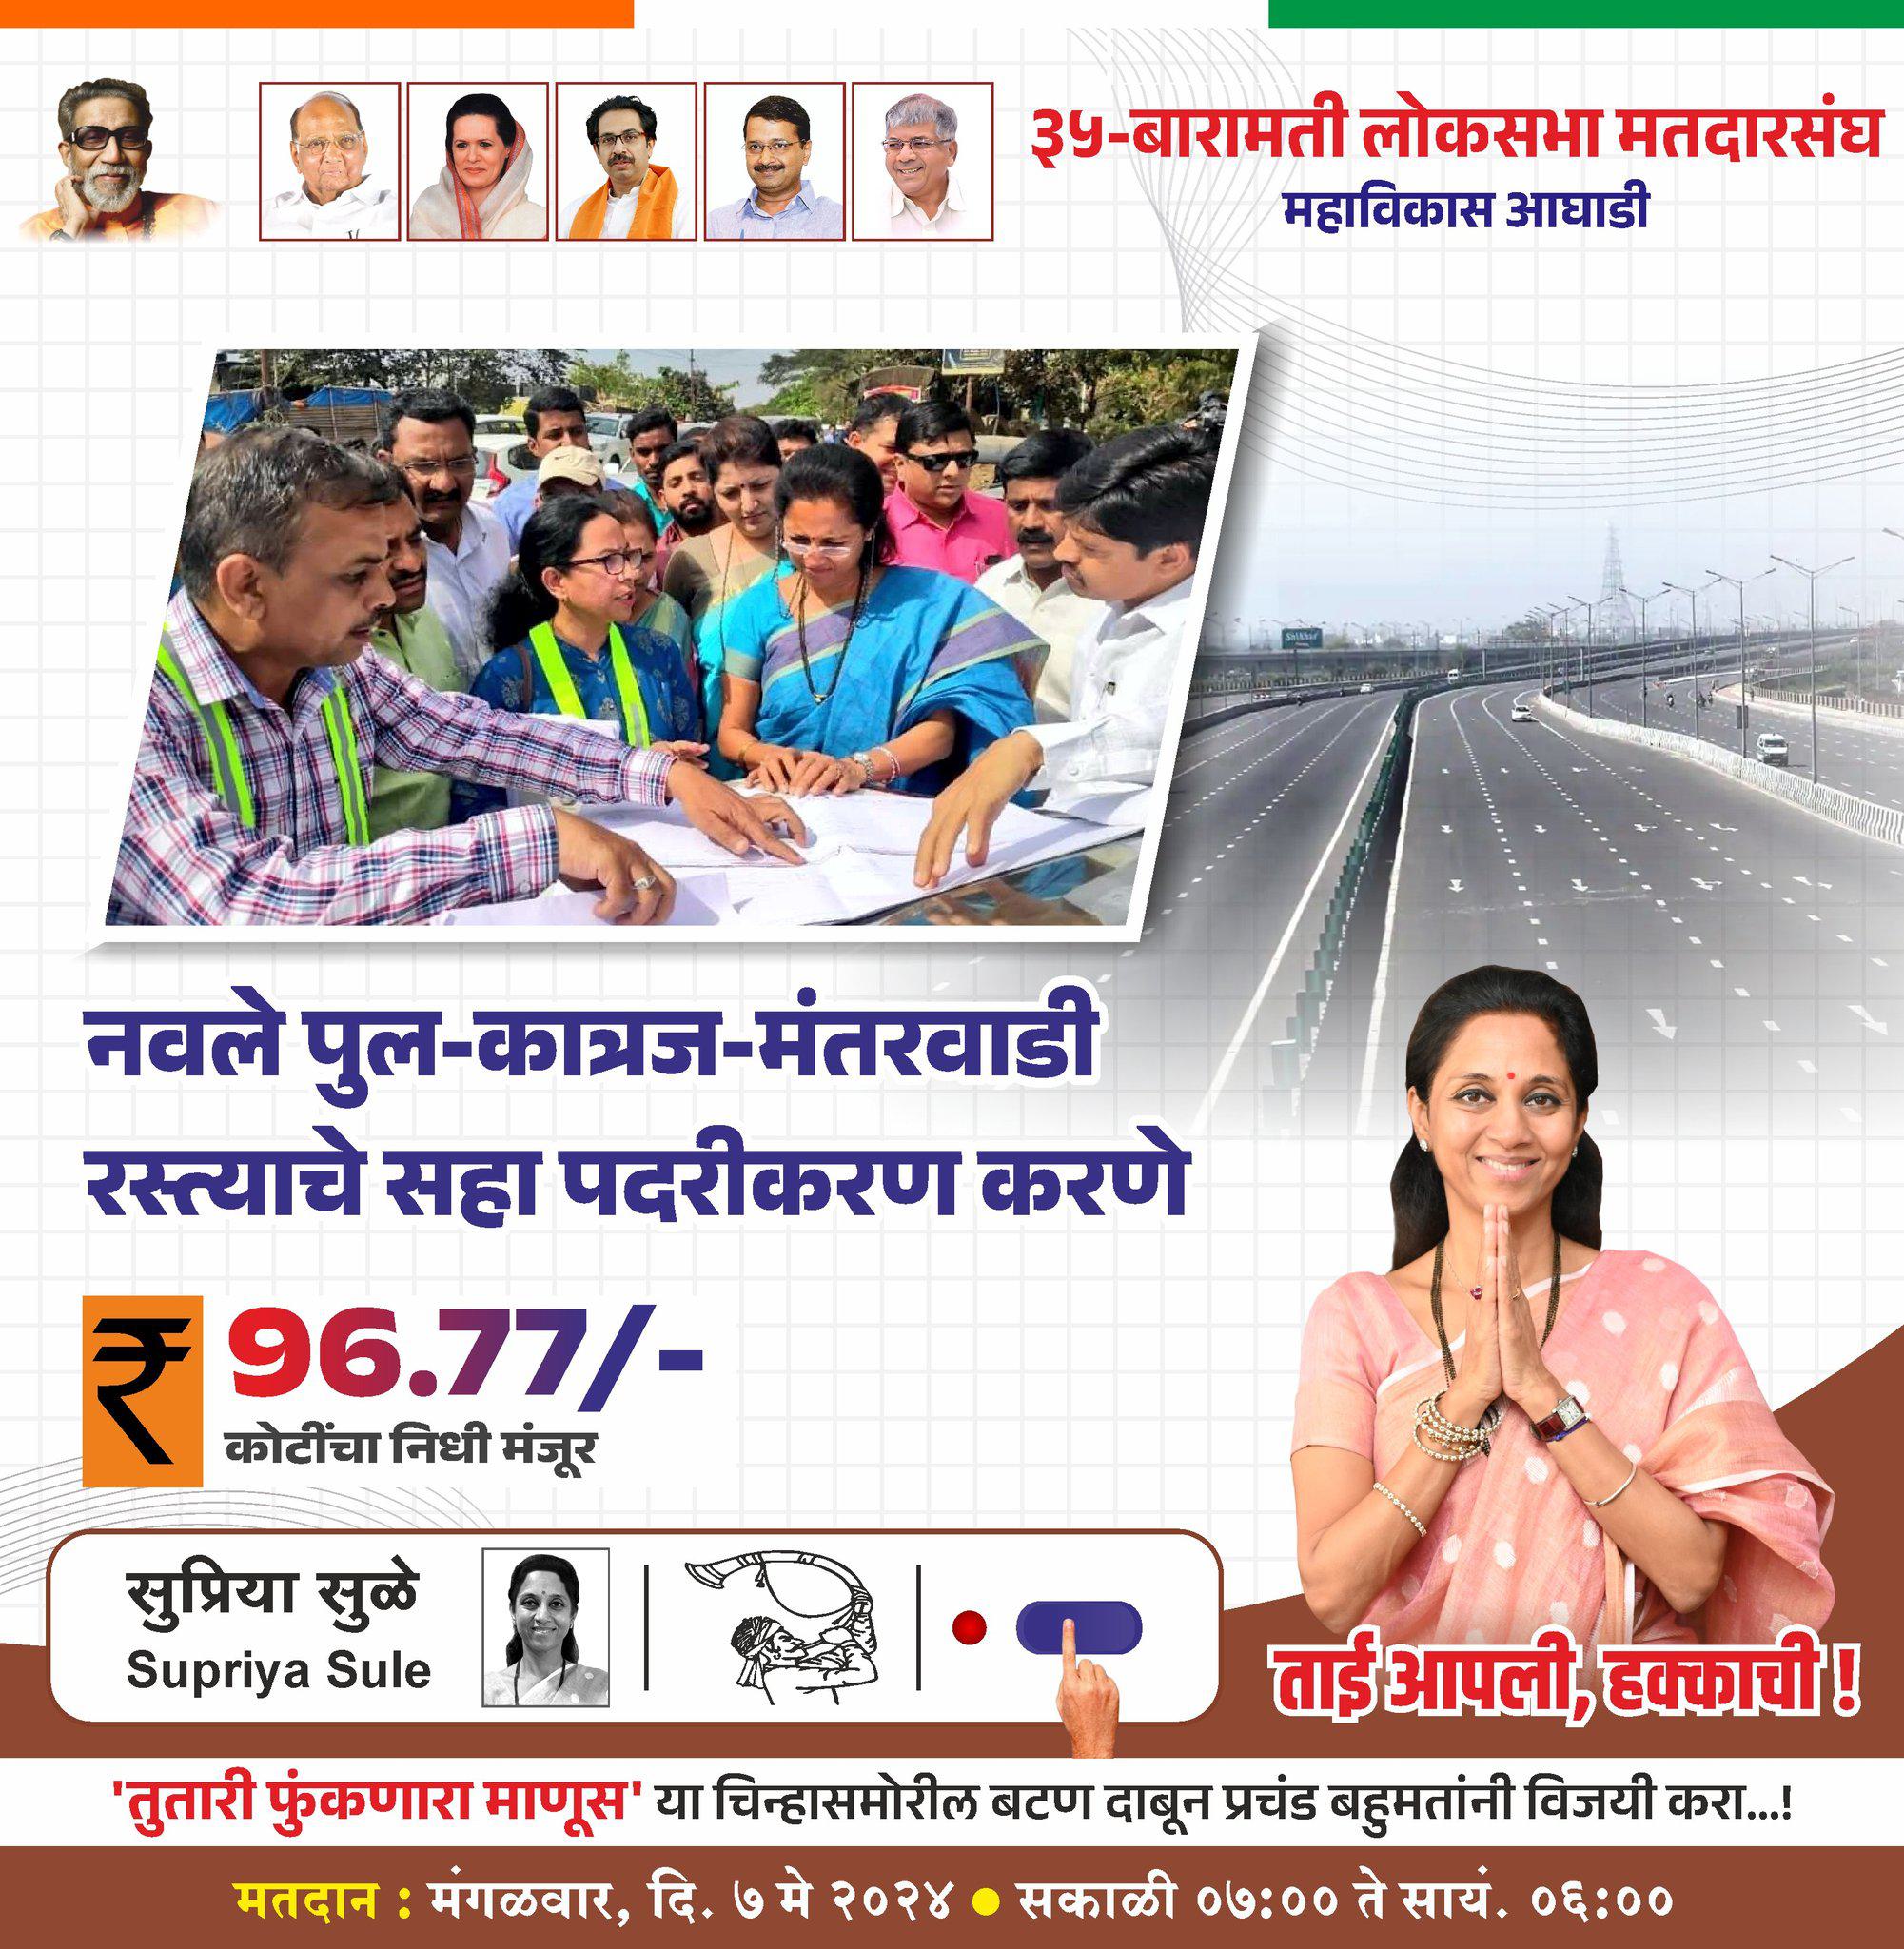 ३५-बारामती लोकसभा मतदारसंघ
महाविकास आघाडी
नवले पुल-कात्रज-मंतरवाडी
रस्त्याचे सहा पदरीकरण करणे
₹ 96.77/-
कोटींचा निधी मंजूर
सुप्रिया सुळे
Supriya Sule
ताई आपली, हक्काची !
'तुतारी फुंकणारा माणूस' या चिन्हासमोरील बटण दाबून प्रचंड बहुमतांनी विजयी करा...!
मतदान : मंगळवार, दि. ७ मे २०२४ ● सकाळी ०७:०० ते सायं. ०६:००